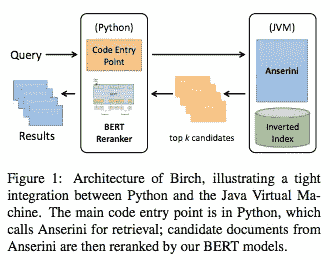 (Python)
(JVM)
Query
Code Entry
Point
Anserini
Results
BERT
Reranker
top k candidates
Inverted
Index
Figure 1: Architecture of Birch, illustrating a tight
integration between Python and the Java Virtual Ma-
chine. The main code entry point is in Python, which
calls Anserini for retrieval; candidate documents from
Anserini are then reranked by our BERT models.